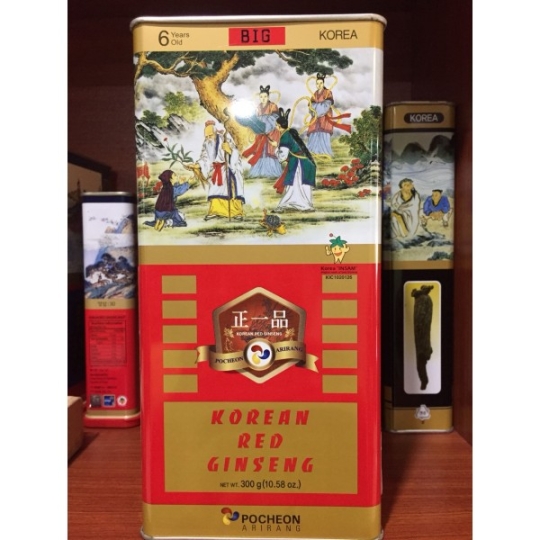 6 Years Old
BIG
KOREA
KOREA
KIC1020128
正一品
KOREAN RED GINSENG
POCHEON ARIRANG
KOREAN
RED
GINSENG
NET WT. 300 g (10.58 oz.)
POCHEON
ARIRANG